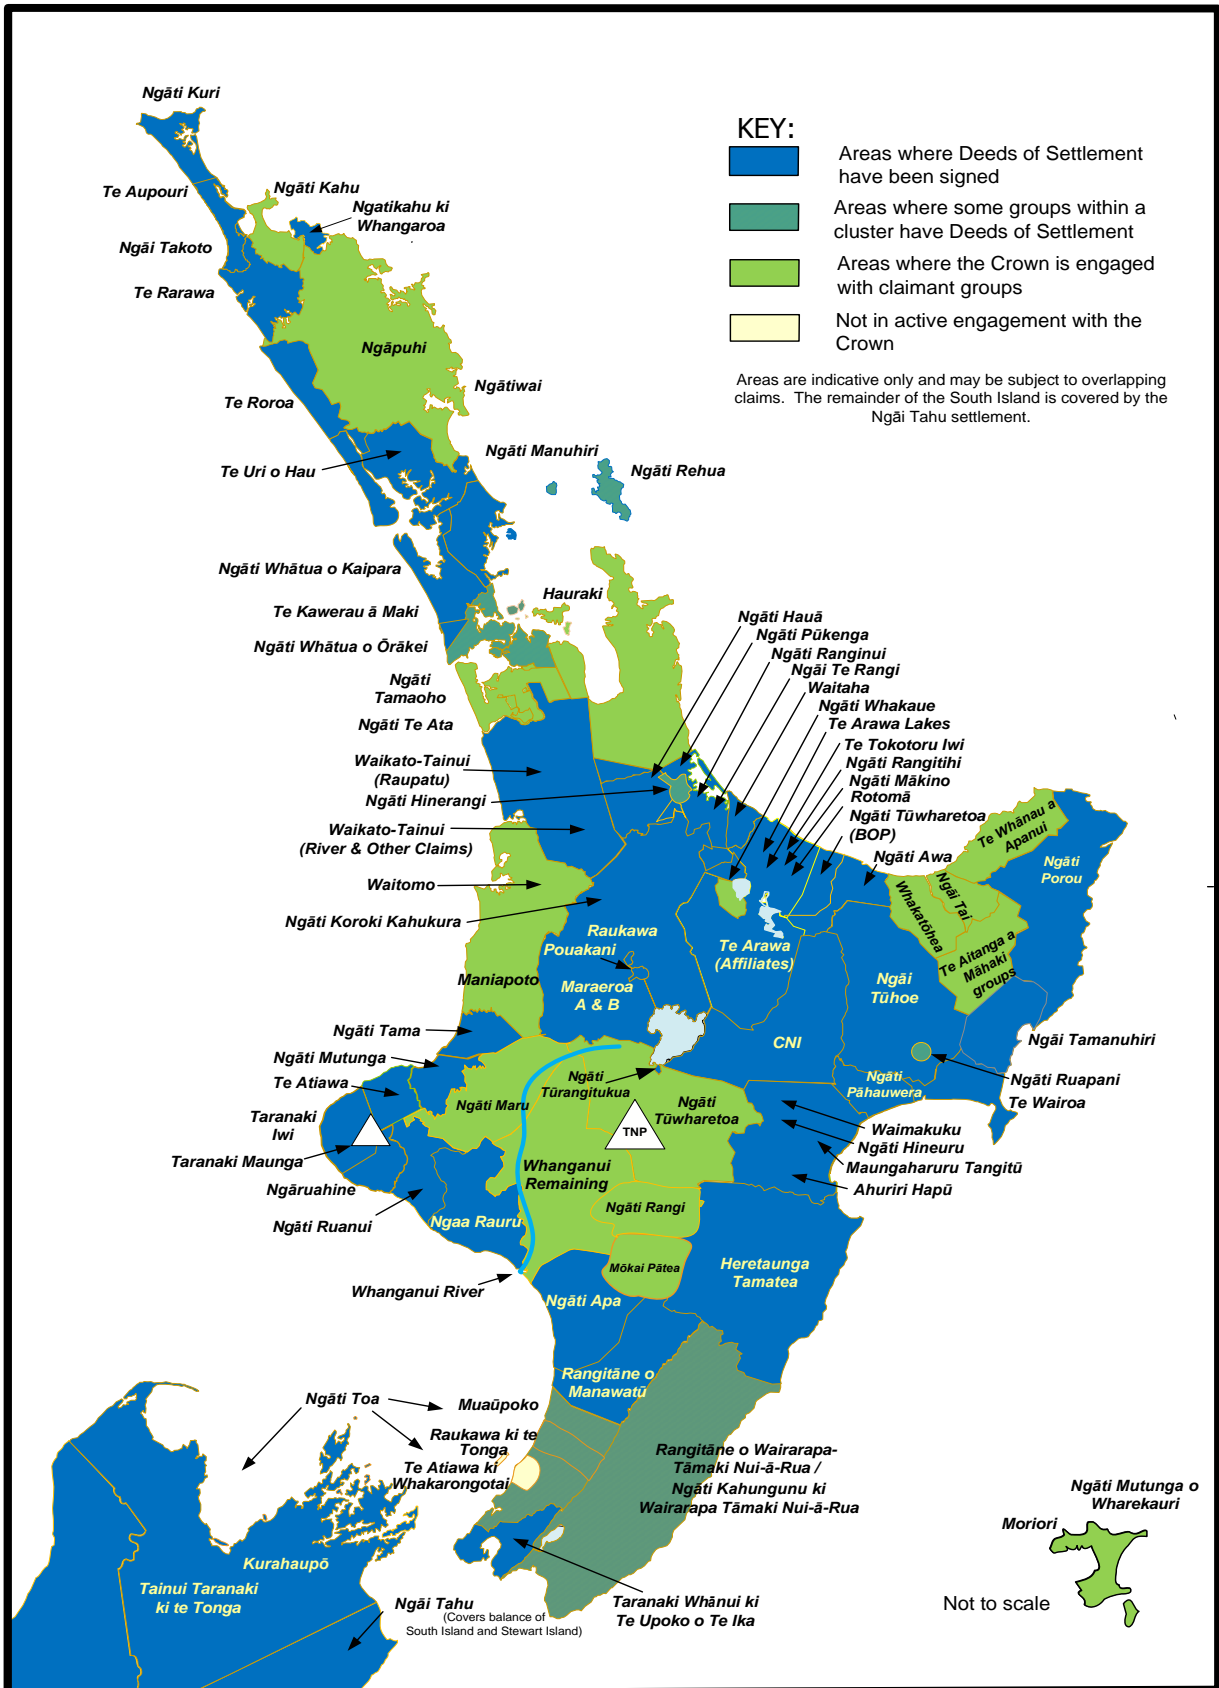 Ngāti Kuri
KEY:
Areas where Deeds of Settlement
have been signed
Areas where some groups within a
cluster have Deeds of Settlement
Areas where the Crown is engaged
with claimant groups
Not in active engagement with the
Crown
Areas are indicative only and may be subject to overlapping
claims. The remainder of the South Island is covered by the
Ngāi Tahu settlement.
Te Aupouri
Ngāti Kahu
Ngatikahu ki
Whangaroa
Ngāi Takoto
Te Rarawa
Ngāpuhi
Ngātiwai
Te Roroa
Te Uri o Hau
Ngāti Manuhiri
Ngāti Rehua
Ngāti Whātua o Kaipara
Hauraki
Te Kawerau ā Maki
Ngāti Whātua o Ōrākei
Ngāti
Tamaoho
Ngāti Te Ata
Ngāti Hauā
Ngāti Pūkenga
Ngāti Ranginui
Ngāi Te Rangi
Waitaha
Ngāti Whakaue
Te Arawa Lakes
Te Tokotoru Iwi
Ngāti Rangitihi
Ngāti Mākino
Rotomā
Ngāti Tūwharetoa
(BOP)
Ngāti Awa
Waikato-Tainui
(Raupatu)
Ngāti Hinerangi
Waikato-Tainui
(River & Other Claims)
Waitomo
Ngāti Koroki Kahukura
Te Whānau a
Apanui
Ngāti
Porou
Ngāi Tai
Whakatōhea
Te Aitanga a
Māhaki
groups
Raukawa
Pouakani
Maraeroa
A & B
Te Arawa
(Affiliates)
Ngāi
Tūhoe
Maniapoto
CNI
Ngāti Tama
Ngāti Mutunga
Te Atiawa
Taranaki
Iwi
Taranaki Maunga
Ngāruahine
Ngāti Ruanui
Ngāti Maru
Ngāti
Tūrangitukua
Ngāti
Tūwharetoa
TNP
Whanganui
Remaining
Ngāti
Pāhauwera
Ngāi Tamanuhiri
Ngāti Ruapani
Te Wairoa
Waimakuku
Ngāti Hineuru
Maungaharuru Tangitū
Ahuriri Hapū
Ngāti Rangi
Ngaa Rauru
Mōkai Pātea
Heretaunga
Tamatea
Whanganui River
Ngāti Apa
Rangitāne o
Manawatū
Ngāti Toa
Muaūpoko
Raukawa ki te
Tonga
Te Atiawa ki
Whakarongotai
Rangitāne o Wairarapa-
Tāmaki Nui-ā-Rua /
Ngāti Kahungunu ki
Wairarapa Tāmaki Nui-ā-Rua
Ngāti Mutunga o
Wharekauri
Moriori
Not to scale
Kurahaupō
Tainui Taranaki
ki te Tonga
Ngāi Tahu
(Covers balance of
South Island and Stewart Island)
Taranaki Whānui ki
Te Upoko o Te Ika